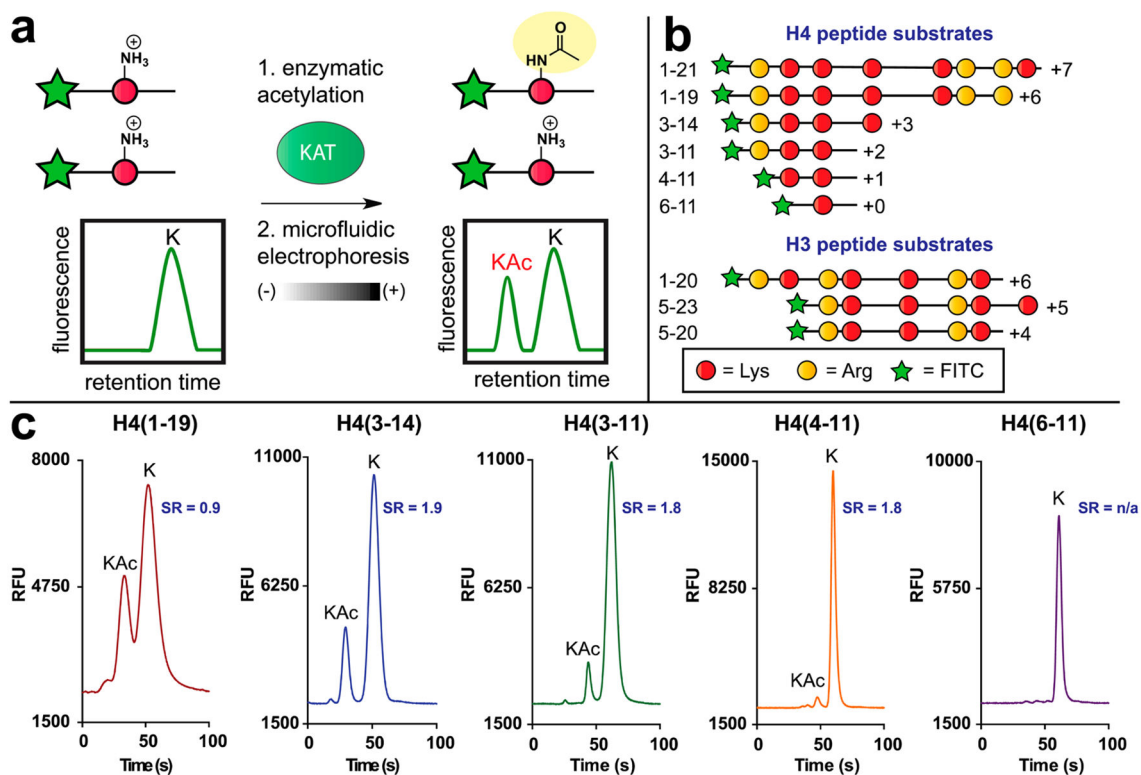 a
NH3
⊕
NH3
⊕
1. enzymatic
acetylation
KAT
2. microfluidic
electrophoresis
(-) (+)
O
HN
NH3
⊕
fluorescence
K
retention time
fluorescence
KAc
K
retention time
b
H4 peptide substrates
1-21 +7
1-19 +6
3-14 +3
3-11 +2
4-11 +1
6-11 +0
H3 peptide substrates
1-20 +6
5-23 +5
5-20 +4
= Lys = Arg = FITC
c
H4(1-19)
8000
4750
1500
RFU
KAc
K
SR = 0.9
0 50 100
Time (s)
H4(3-14)
11000
6250
1500
RFU
KAc
K
SR = 1.9
0 50 100
Time (s)
H4(3-11)
11000
6250
1500
RFU
KAc
K
SR = 1.8
0 50 100
Time (s)
H4(4-11)
15000
8250
1500
RFU
KAc
K
SR = 1.8
0 50 100
Time (s)
H4(6-11)
10000
5750
1500
RFU
K
SR = n/a
0 50 100
Time (s)